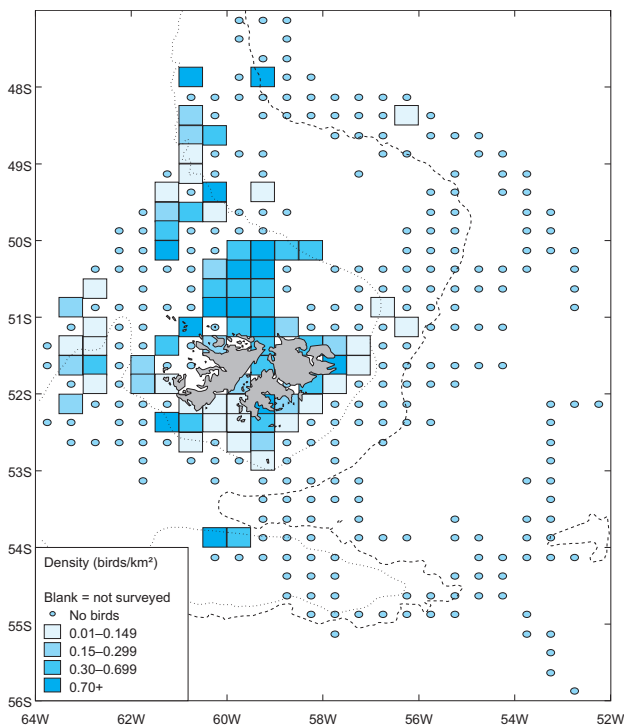 48S
49S
50S
51S
52S
53S
54S
55S
56S
Density (birds/km²)
Blank = not surveyed
No birds
0.01–0.149
0.15–0.299
0.30–0.699
0.70+
64W 62W 60W 58W 56W 54W 52W